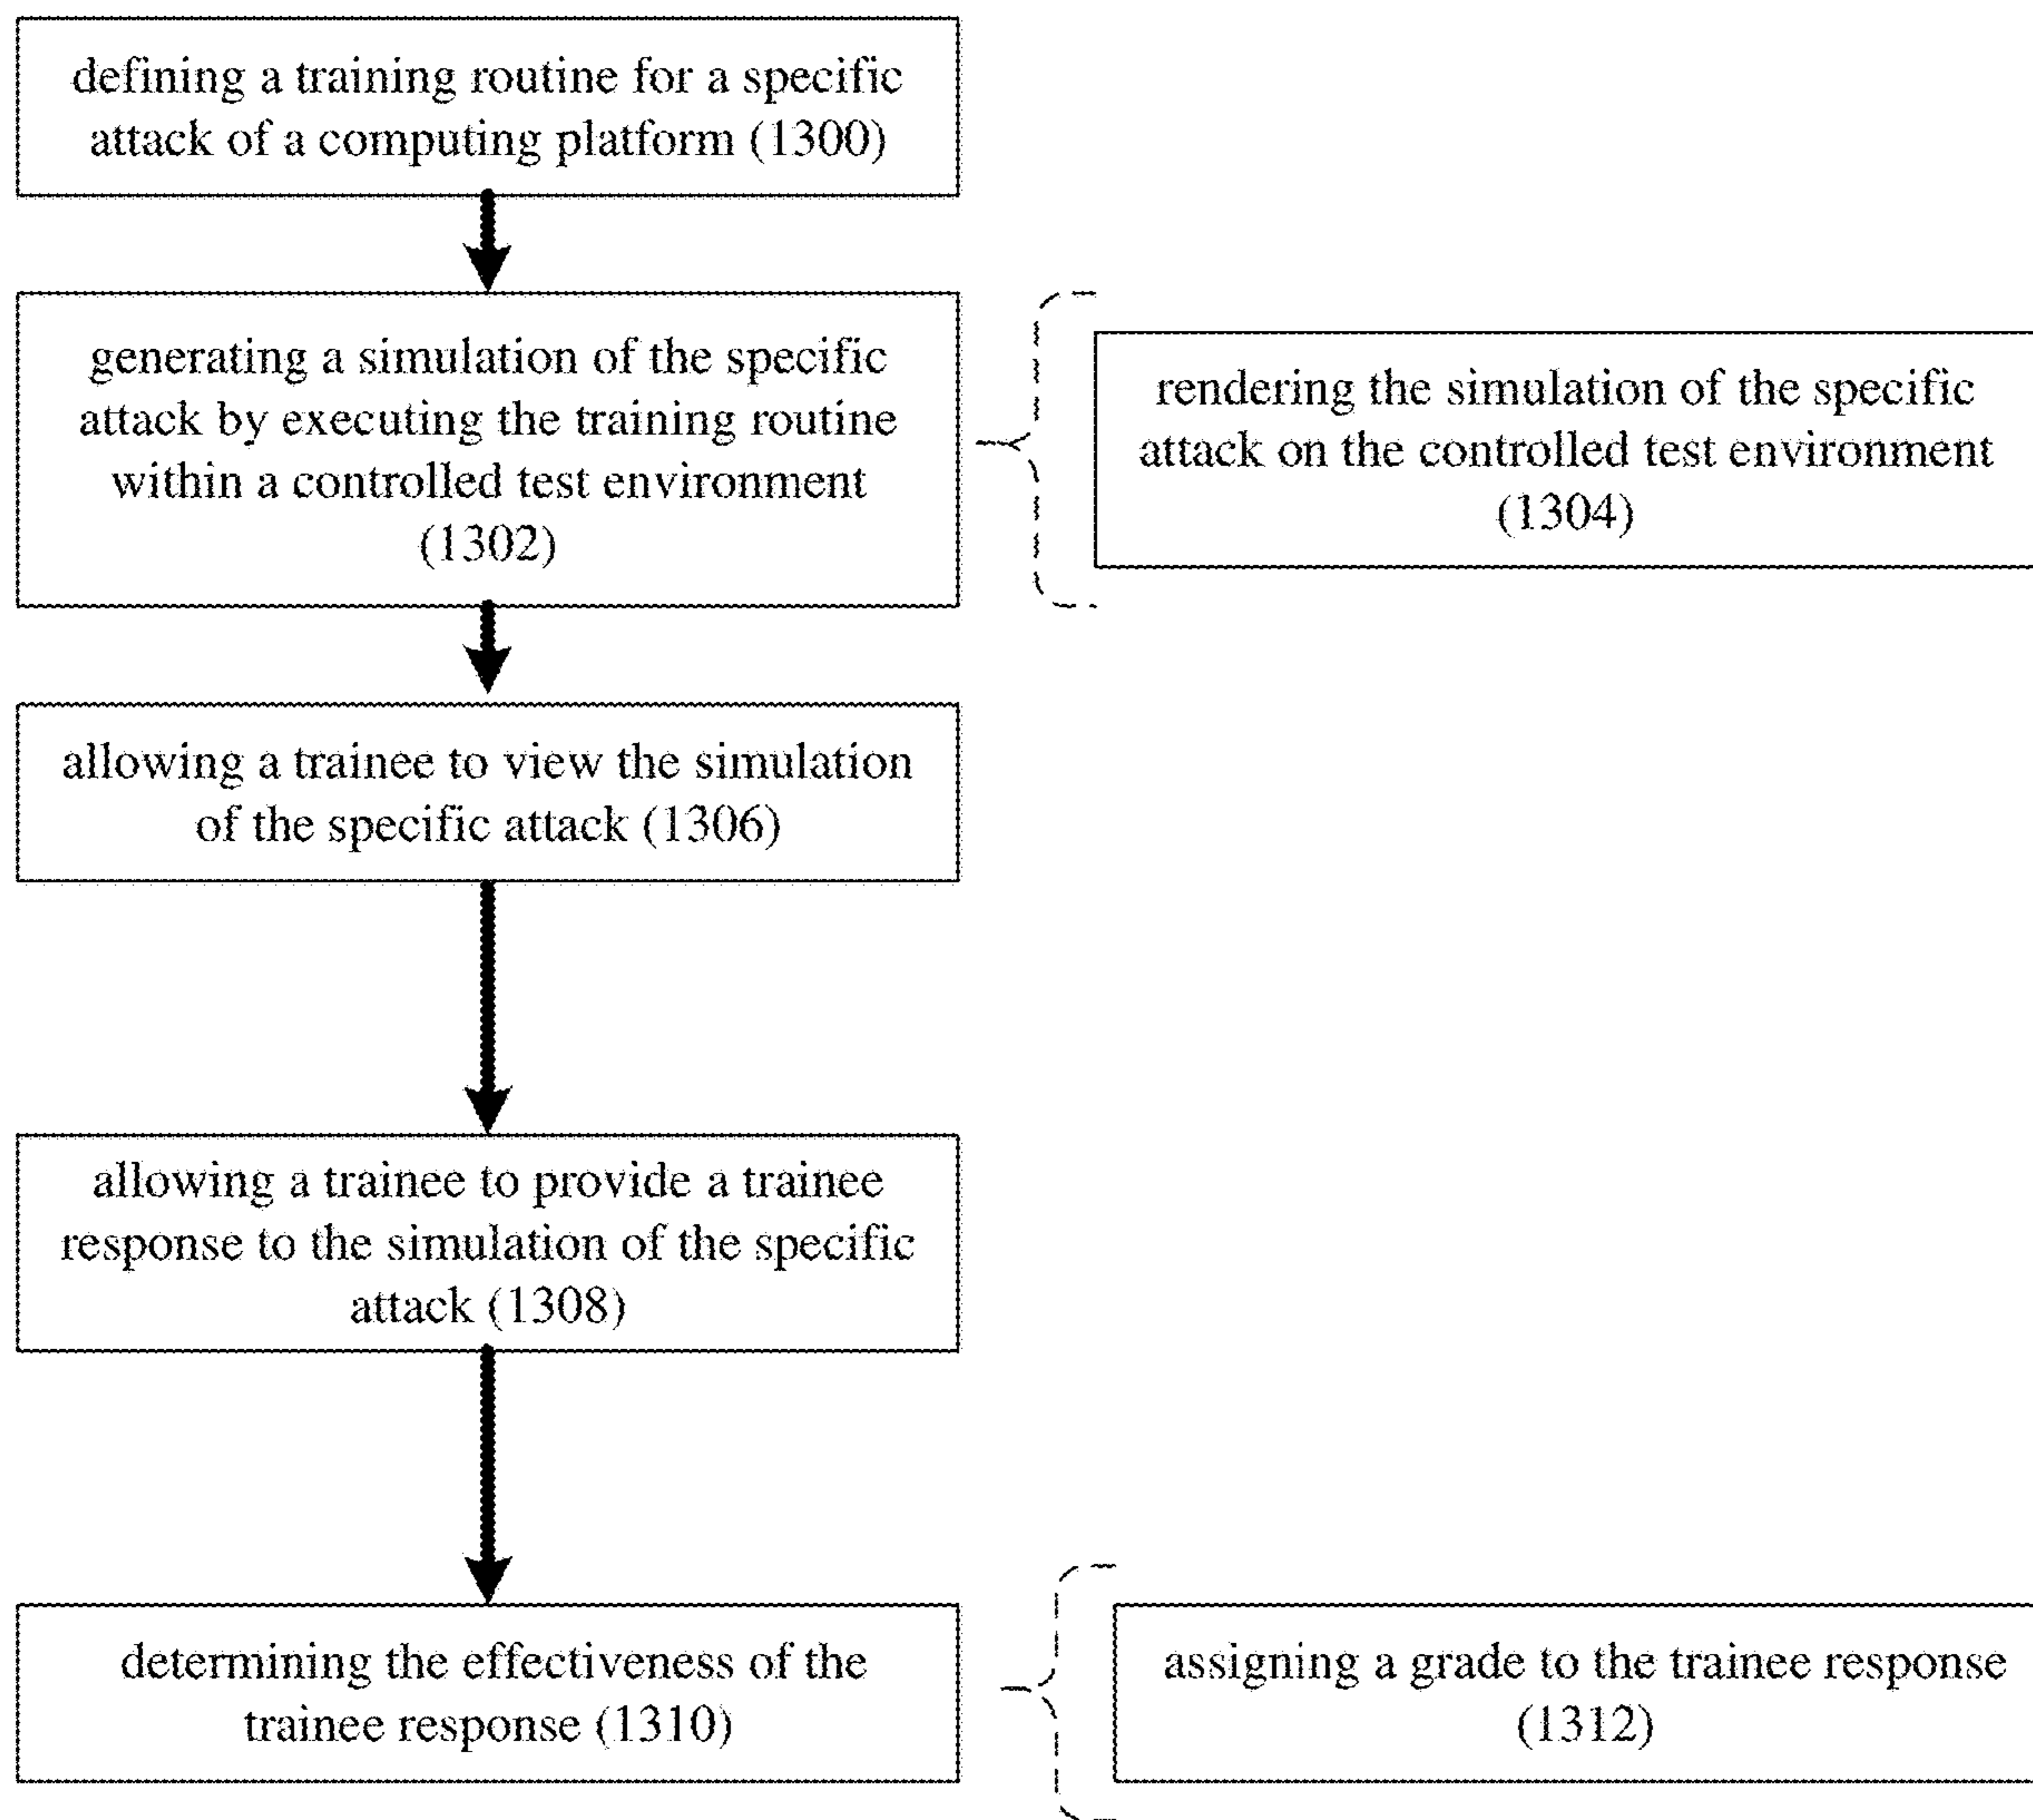 defining a training routine for a specific
attack of a computing platform (1300)
generating a simulation of the specific
attack by executing the training routine
within a controlled test environment
(1302)
rendering the simulation of the specific
attack on the controlled test environment
(1304)
allowing a trainee to view the simulation
of the specific attack (1306)
allowing a trainee to provide a trainee
response to the simulation of the specific
attack (1308)
determining the effectiveness of the
trainee response (1310)
assigning a grade to the trainee response
(1312)